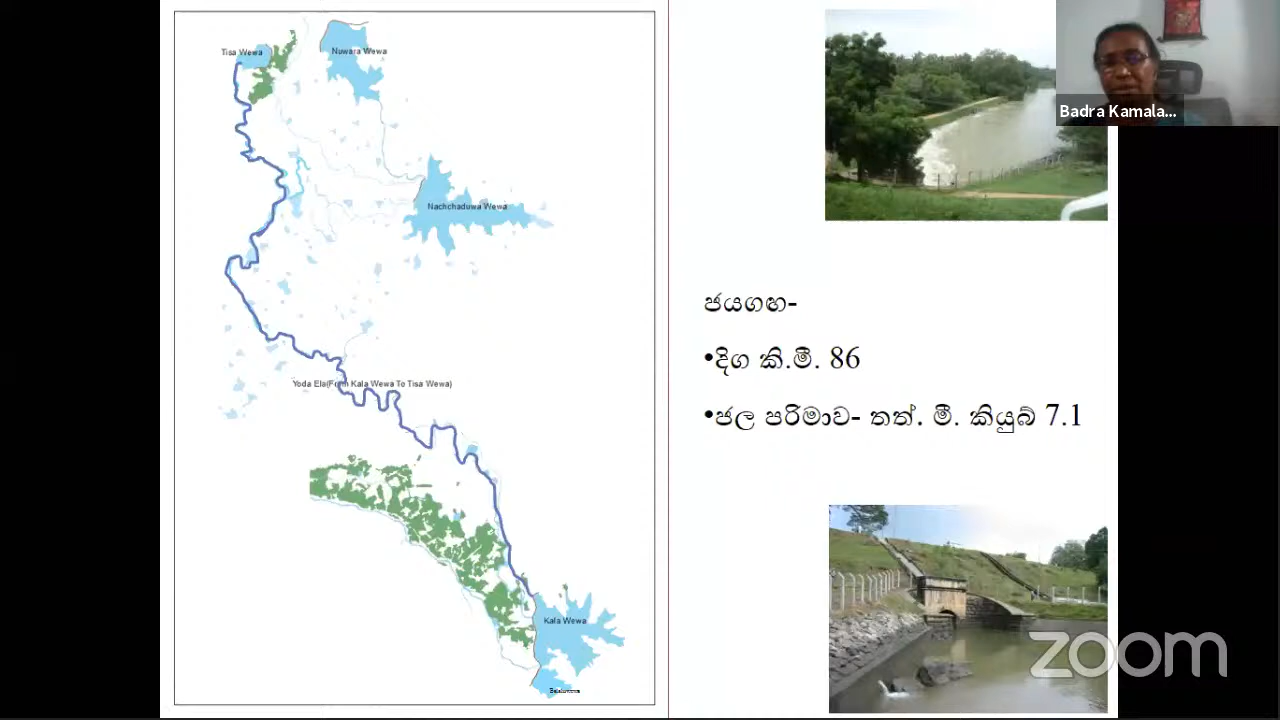 Tisa Wewa
Nuwara Wewa
Nachchaduwa Wewa
Yoda Ela(From Kala Wewa To Tisa Wewa)
Kala Wewa
Badra Kamala...
ජයගඟ-
•දිග කි.මී. 86
•ජල පරිමාව- තත්. මී. කියුබ් 7.1
zoom